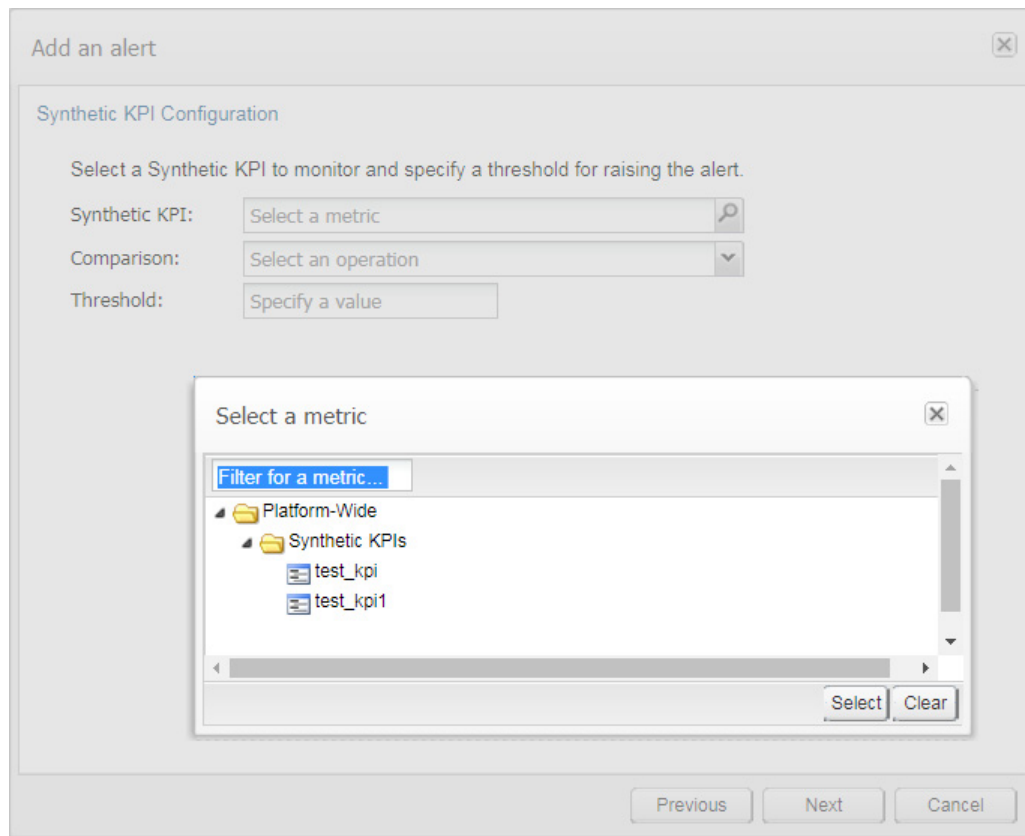 Add an alert
Synthetic KPI Configuration
Select a Synthetic KPI to monitor and specify a threshold for raising the alert.
Synthetic KPI: Select a metric
Comparison: Select an operation
Threshold: Specify a value
Select a metric
Filter for a metric...
Platform-Wide
Synthetic KPIs
test_kpi
test_kpi1
Select Clear
Previous Next Cancel